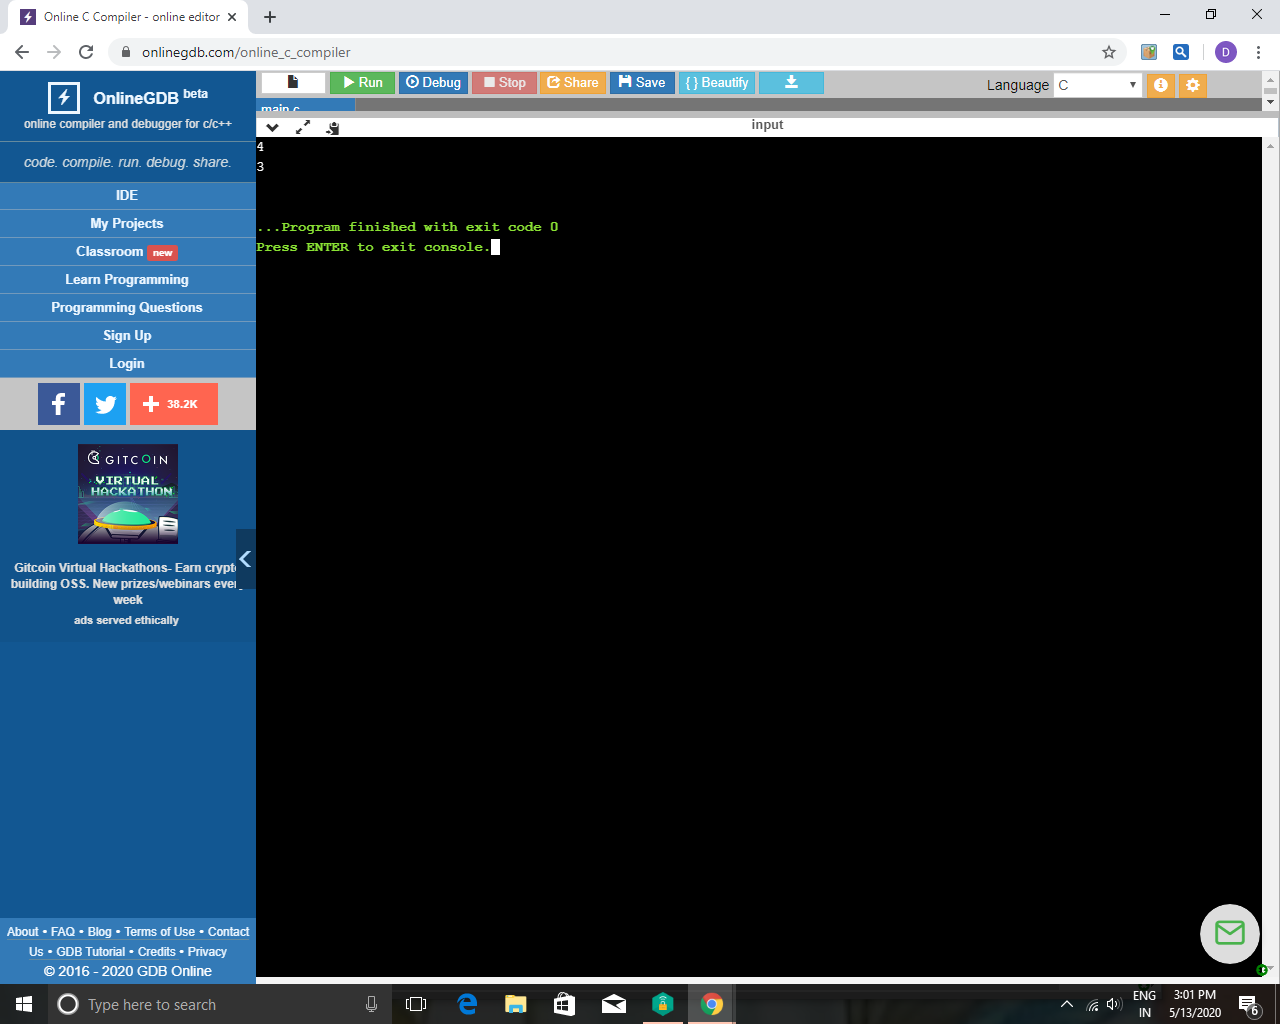 Online C Compiler - online editor
onlinegdb.com/online_c_compiler
D
OnlineGDB beta
online compiler and debugger for c/c++
code. compile. run. debug. share.
IDE
My Projects
Classroom new
Learn Programming
Programming Questions
Sign Up
Login
38.2K
GITCOIN
VIRTUAL
HACKATHON
Gitcoin Virtual Hackathons- Earn crypto
building OSS. New prizes/webinars every
week
ads served ethically
About • FAQ • Blog • Terms of Use • Contact
Us • GDB Tutorial • Credits • Privacy
© 2016 - 2020 GDB Online
Run Debug Stop Share Save { } Beautify
Language C
main.c
input
4
3
...Program finished with exit code 0
Press ENTER to exit console.
Type here to search
ENG
IN
3:01 PM
5/13/2020
6